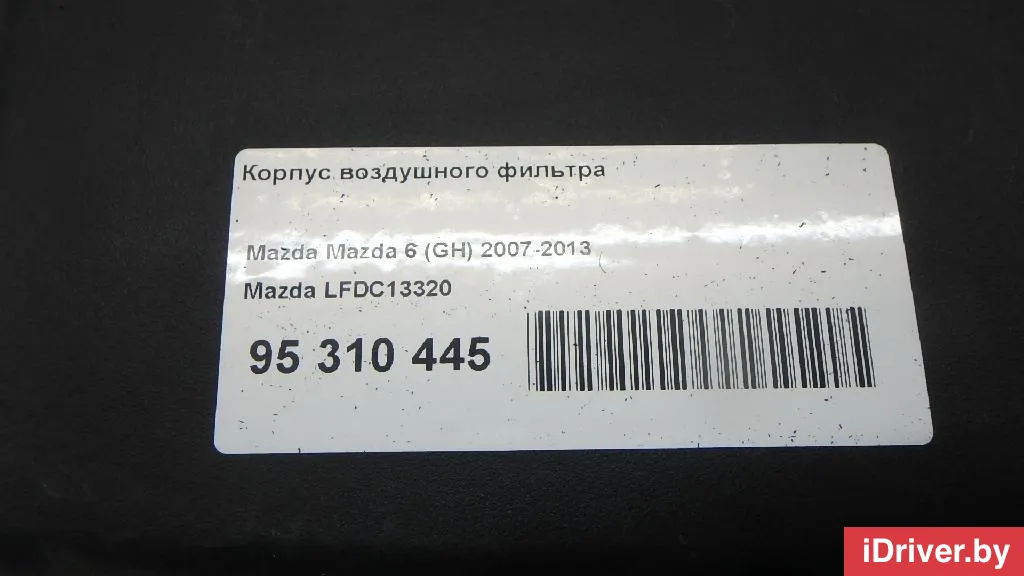 Корпус воздушного фильтра
Mazda Mazda 6 (GH) 2007-2013
Mazda LFDC13320
95 310 445
iDriver.by